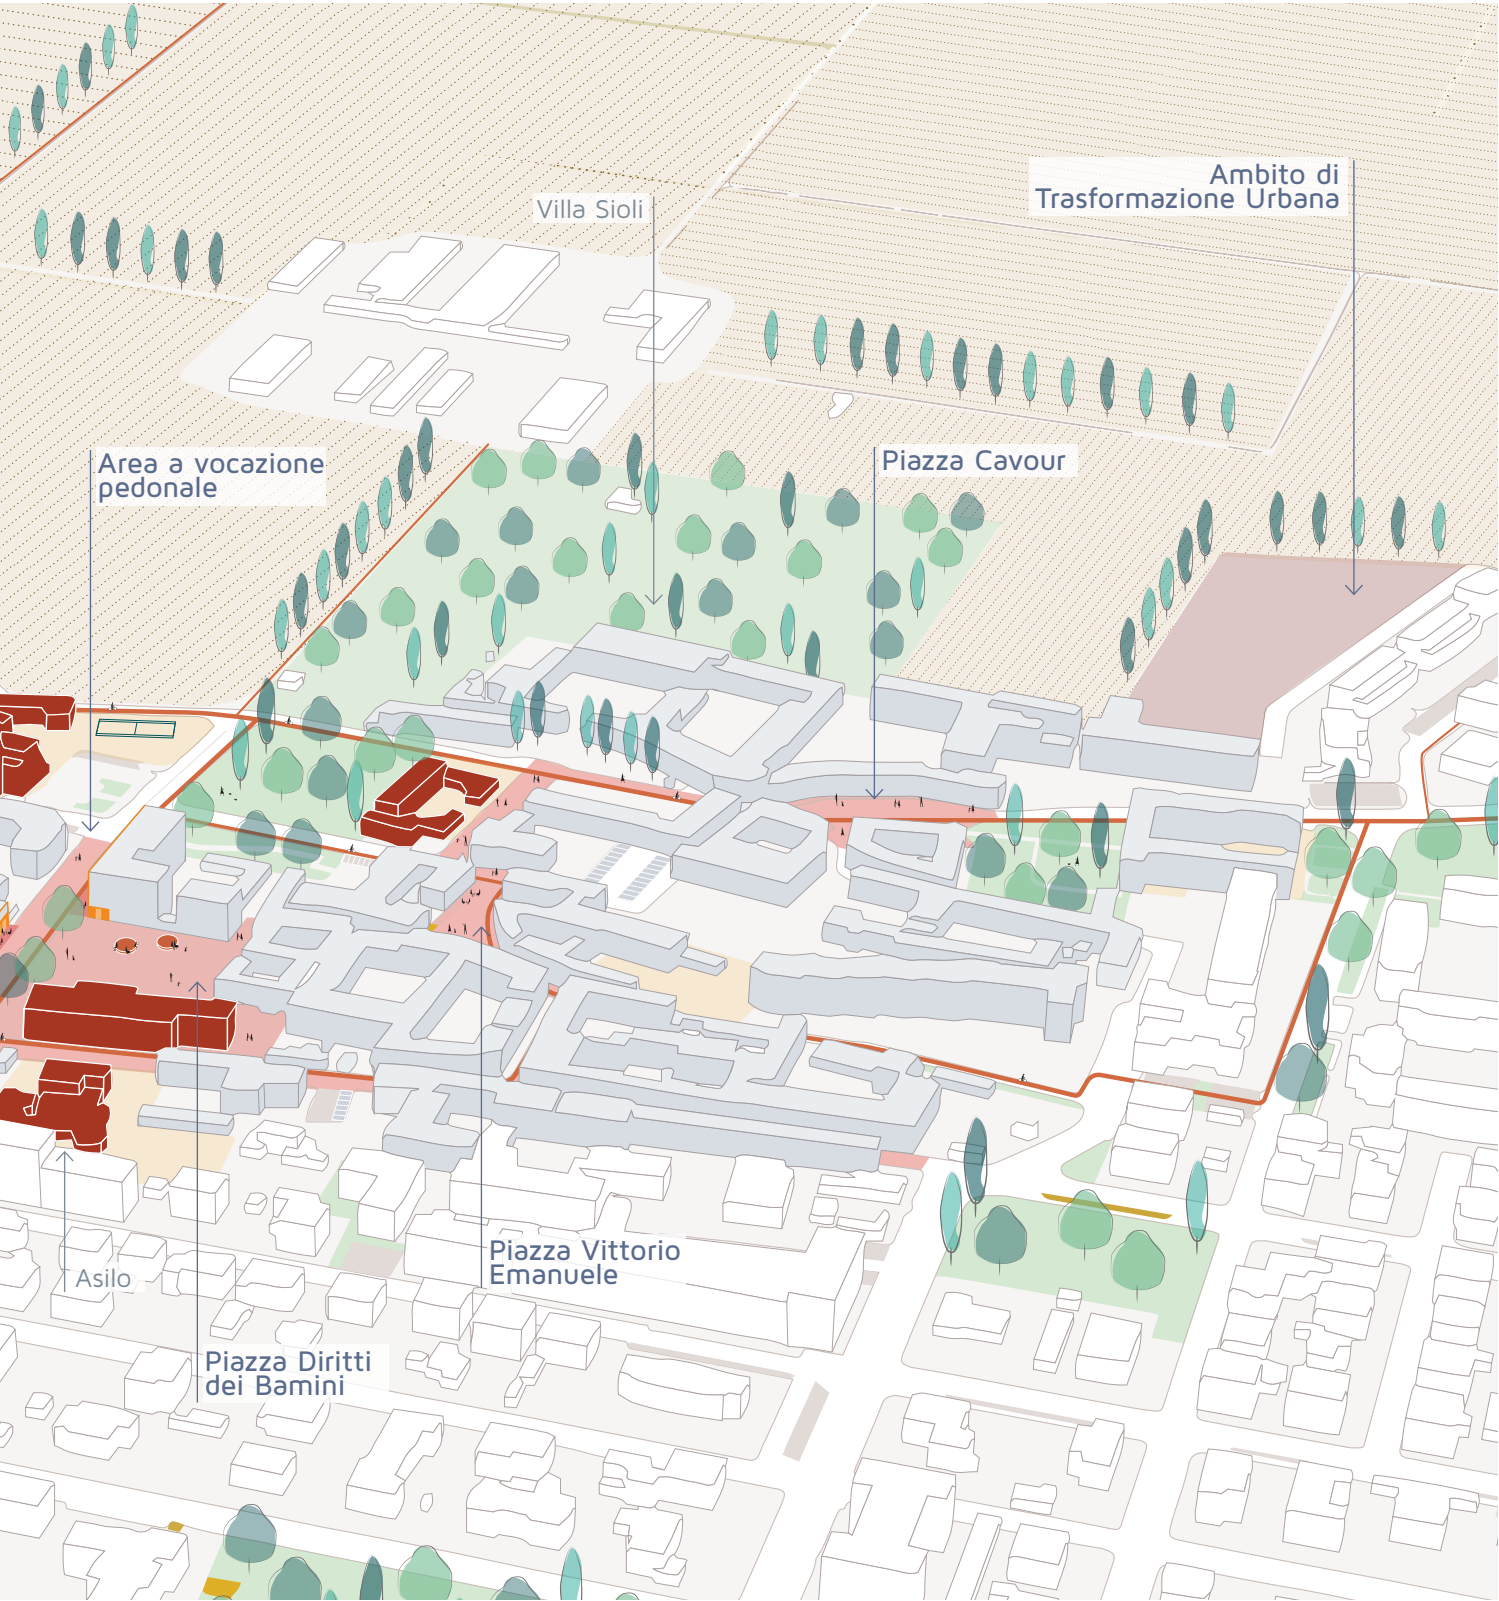 Ambito di
Trasformazione Urbana
Villa Sioli
Area a vocazione
pedonale
Piazza Cavour
Piazza Vittorio
Emanuele
Asilo
Piazza Diritti
dei Bamini